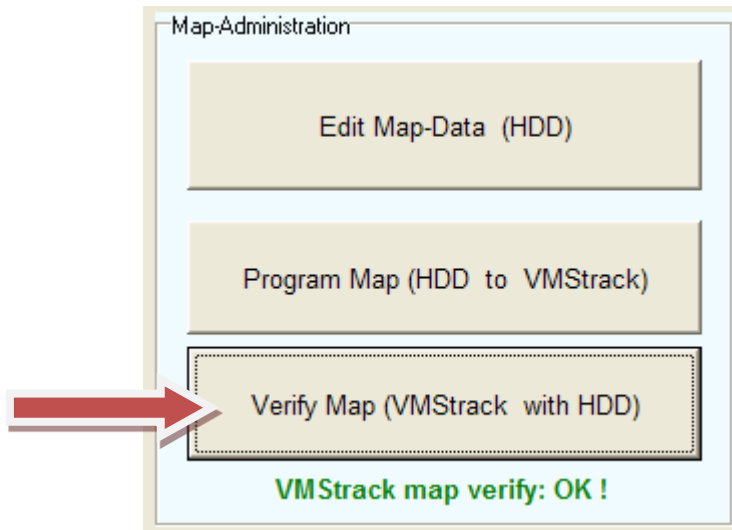 Map-Administration
Edit Map-Data (HDD)
Program Map (HDD to VMStrack)
Verify Map (VMStrack with HDD)
VMStrack map verify: OK !